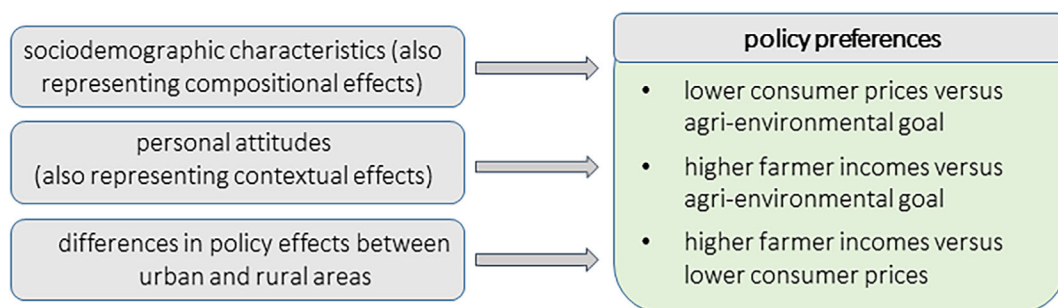 sociodemographic characteristics (also
representing compositional effects)
personal attitudes
(also representing contextual effects)
differences in policy effects between
urban and rural areas
policy preferences
• lower consumer prices versus
agri-environmental goal
• higher farmer incomes versus
agri-environmental goal
• higher farmer incomes versus
lower consumer prices